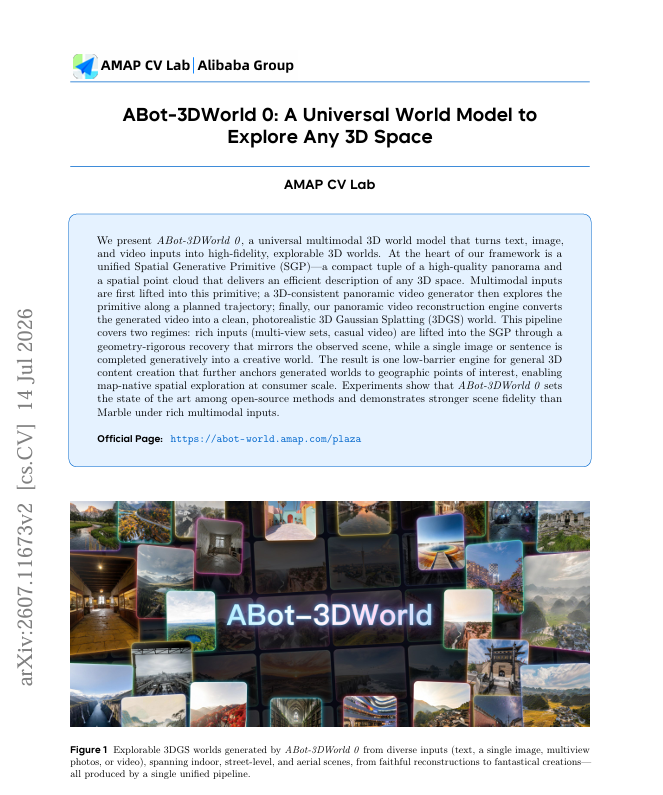 AMAP CV Lab | Alibaba Group
ABot-3DWorld 0: A Universal World Model to
Explore Any 3D Space
AMAP CV Lab
We present ABot-3DWorld 0, a universal multimodal 3D world model that turns text, image,
and video inputs into high-fidelity, explorable 3D worlds. At the heart of our framework is a
unified Spatial Generative Primitive (SGP)—a compact tuple of a high-quality panorama and
a spatial point cloud that delivers an efficient description of any 3D space. Multimodal inputs
are first lifted into this primitive; a 3D-consistent panoramic video generator then explores the
primitive along a planned trajectory; finally, our panoramic video reconstruction engine converts
the generated video into a clean, photorealistic 3D Gaussian Splatting (3DGS) world. This pipeline
covers two regimes: rich inputs (multi-view sets, casual video) are lifted into the SGP through a
geometry-rigorous recovery that mirrors the observed scene, while a single image or sentence is
completed generatively into a creative world. The result is one low-barrier engine for general 3D
content creation that further anchors generated worlds to geographic points of interest, enabling
map-native spatial exploration at consumer scale. Experiments show that ABot-3DWorld 0 sets
the state of the art among open-source methods and demonstrates stronger scene fidelity than
Marble under rich multimodal inputs.
Official Page: https://abot-world.amap.com/plaza
arXiv:2607.11673v2 [cs.CV] 14 Jul 2026
ABot-3DWorld
Figure 1 Explorable 3DGS worlds generated by ABot-3DWorld 0 from diverse inputs (text, a single image, multiview
photos, or video), spanning indoor, street-level, and aerial scenes, from faithful reconstructions to fantastical creations—
all produced by a single unified pipeline.